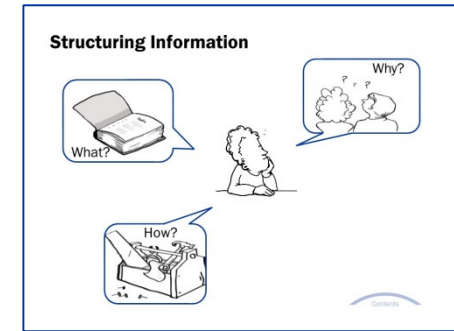 Structuring Information
Why?
? ? ?
What?
How?
Contents